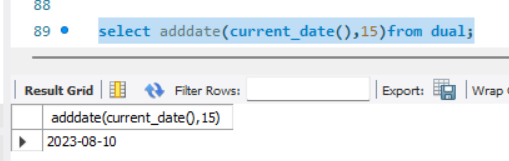 88
89 select adddate(current_date(),15)from dual;
Result Grid Filter Rows: Export: Wrap
adddate(current_date(),15)
2023-08-10